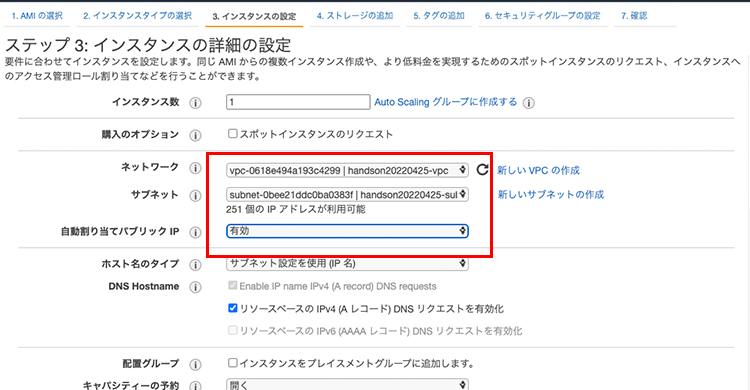 1. AMI の選択 2. インスタンスタイプの選択 3. インスタンスの設定 4. ストレージの追加 5. タグの追加 6. セキュリティグループの設定 7. 確認
ステップ 3: インスタンスの詳細の設定
要件に合わせてインスタンスを設定します。同じ AMI からの複数インスタンス作成や、より低料金を実現するためのスポットインスタンスのリクエスト、インスタンスへ
のアクセス管理ロール割り当てなどを行うことができます。
インスタンス数 1 Auto Scaling グループに作成する
購入のオプション スポットインスタンスのリクエスト
ネットワーク vpc-0618e494a193c4299 | handson20220425-vpc 新しい VPC の作成
サブネット subnet-0bee21ddc0ba0383f | handson20220425-sul 新しいサブネットの作成
251 個の IP アドレスが利用可能
自動割り当てパブリック IP 有効
ホスト名のタイプ サブネット設定を使用 (IP 名)
DNS Hostname Enable IP name IPv4 (A record) DNS requests
リソースベースの IPv4 (A レコード) DNS リクエストを有効化
リソースベースの IPv6 (AAAA レコード) DNS リクエストを有効化
配置グループ インスタンスをプレイスメントグループに追加します。
キャパシティーの予約 開く